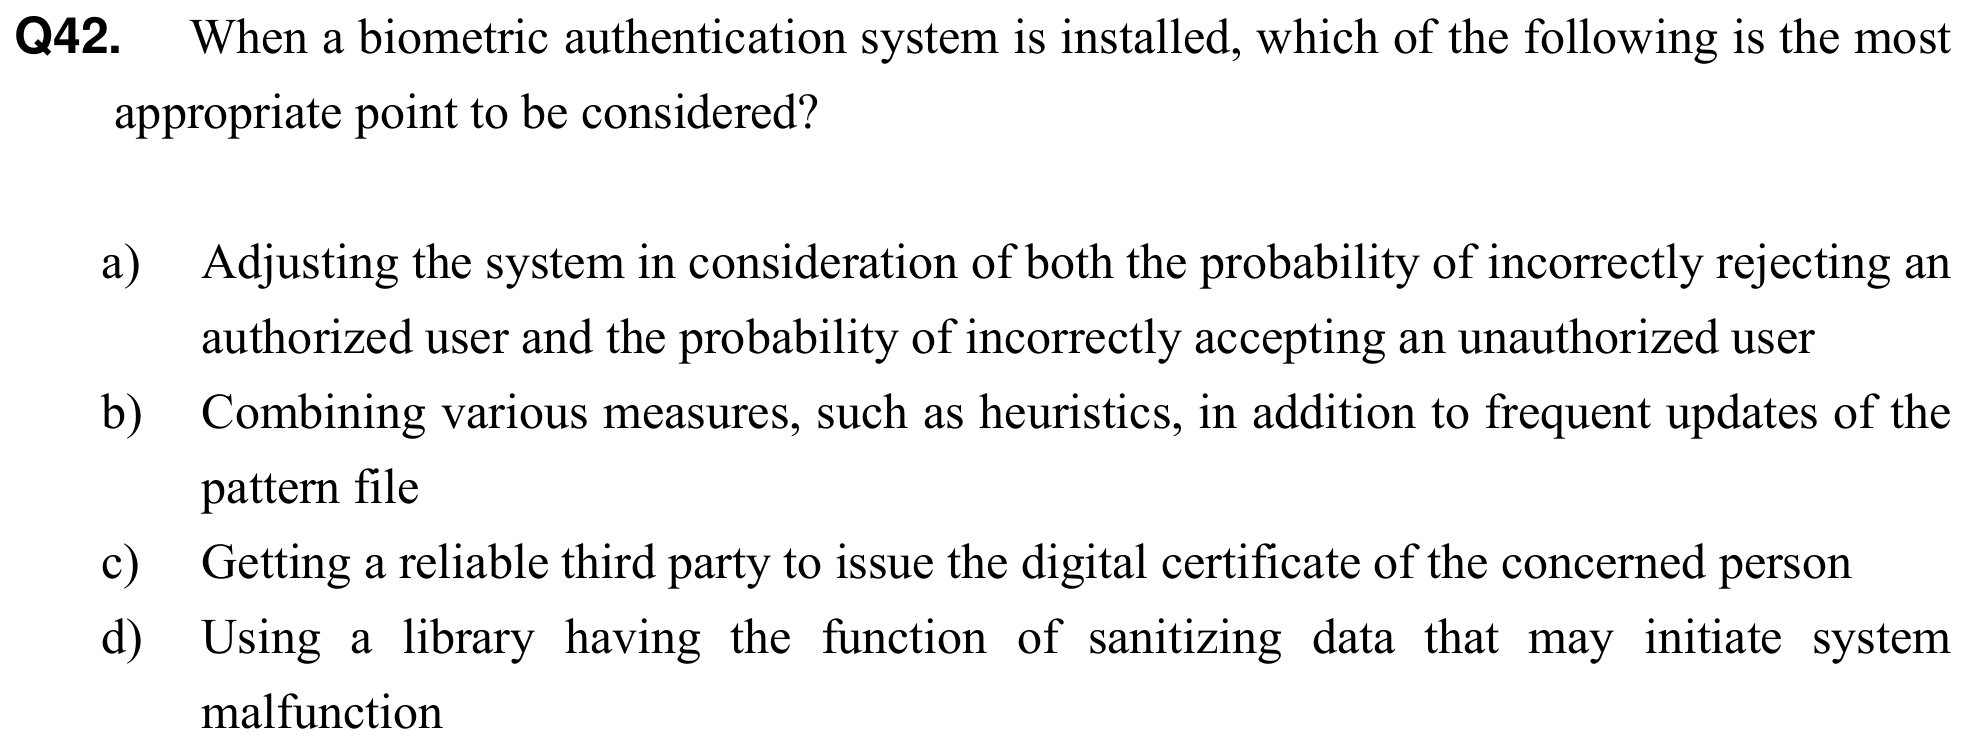 Q42. When a biometric authentication system is installed, which of the following is the most
appropriate point to be considered?
a) Adjusting the system in consideration of both the probability of incorrectly rejecting an
authorized user and the probability of incorrectly accepting an unauthorized user
b) Combining various measures, such as heuristics, in addition to frequent updates of the
pattern file
c) Getting a reliable third party to issue the digital certificate of the concerned person
d) Using a library having the function of sanitizing data that may initiate system
malfunction